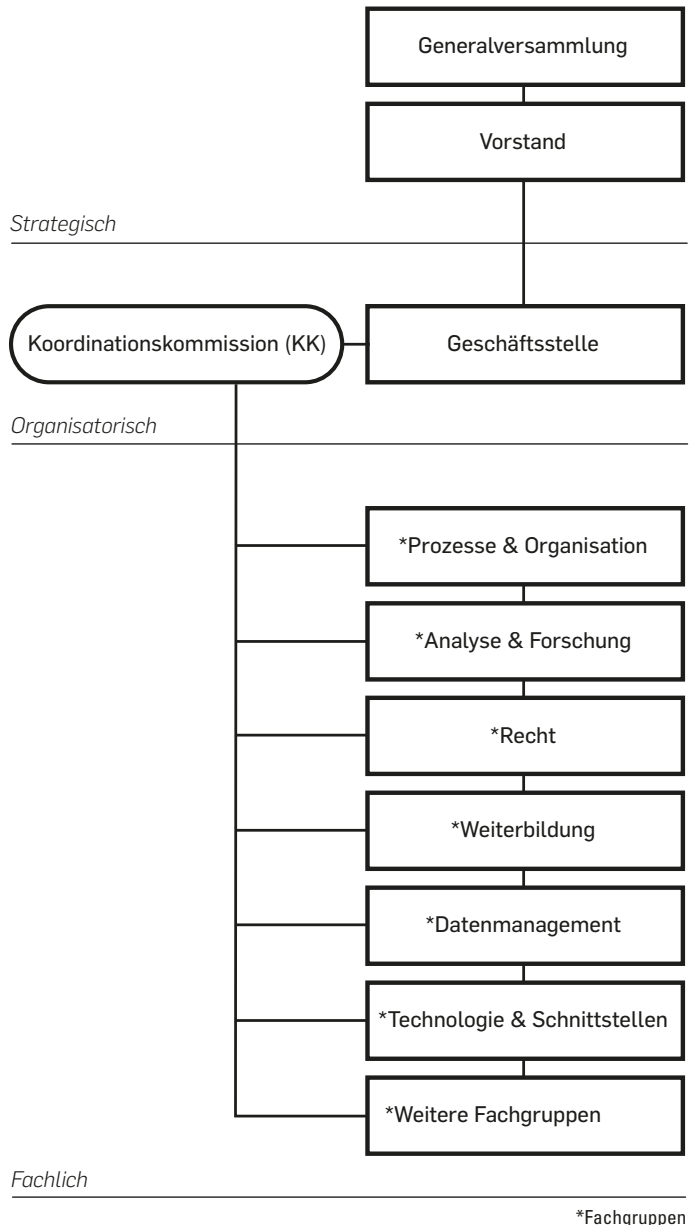 Generalversammlung
Vorstand
Strategisch
Koordinationskommission (KK)
Geschäftsstelle
Organisatorisch
*Prozesse & Organisation
*Analyse & Forschung
*Recht
*Weiterbildung
*Datenmanagement
*Technologie & Schnittstellen
*Weitere Fachgruppen
Fachlich
*Fachgruppen